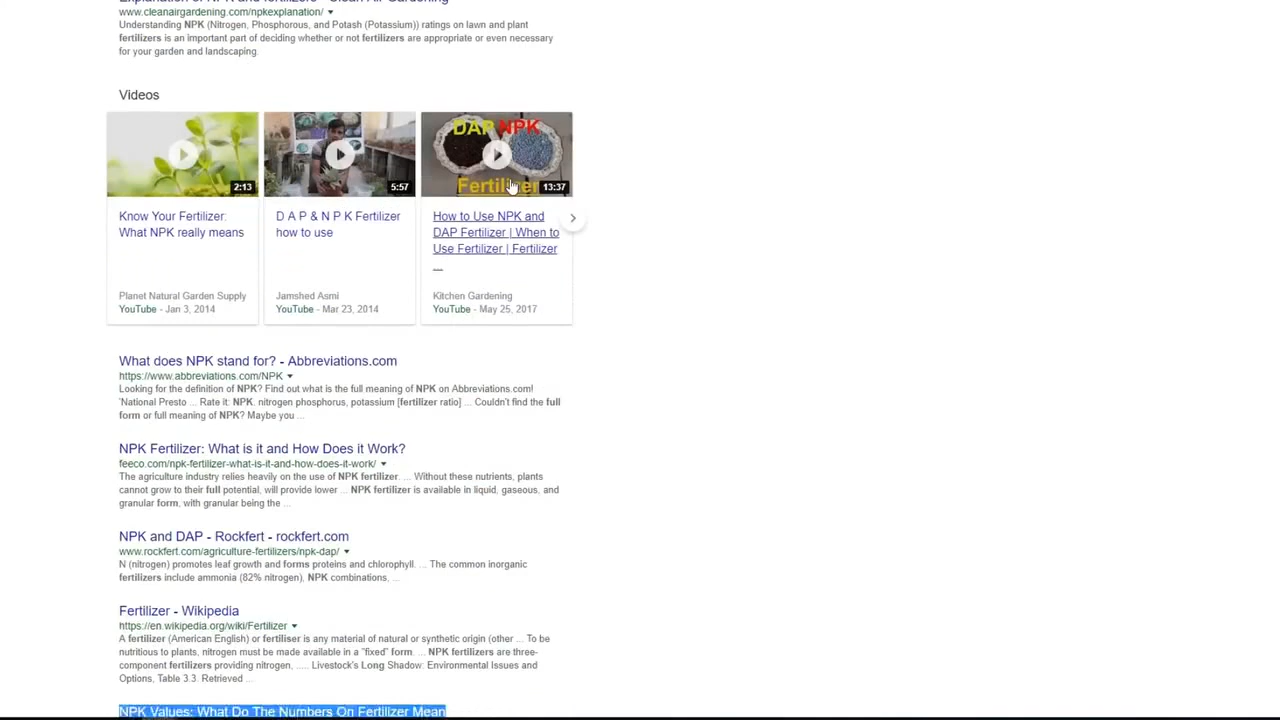 www.cleanairgardening.com/npkexplanation/
Understanding NPK (Nitrogen, Phosphorous, and Potash (Potassium)) ratings on lawn and plant
fertilizers is an important part of deciding whether or not fertilizers are appropriate or even necessary
for your garden and landscaping.
Videos
DAP NPK
Fertilizer
2:13
5:57
13:37
Know Your Fertilizer:
What NPK really means
Planet Natural Garden Supply
YouTube - Jan 3, 2014
D A P & N P K Fertilizer
how to use
Jamshed Asmi
YouTube - Mar 23, 2014
How to Use NPK and
DAP Fertilizer | When to
Use Fertilizer | Fertilizer
...
Kitchen Gardening
YouTube - May 25, 2017
What does NPK stand for? - Abbreviations.com
https://www.abbreviations.com/NPK
Looking for the definition of NPK? Find out what is the full meaning of NPK on Abbreviations.com!
'National Presto ... Rate it: NPK. nitrogen phosphorus, potassium [fertilizer ratio] ... Couldn't find the full
form or full meaning of NPK? Maybe you ...
NPK Fertilizer: What is it and How Does it Work?
feeco.com/npk-fertilizer-what-is-it-and-how-does-it-work/
The agriculture industry relies heavily on the use of NPK fertilizer. ... Without these nutrients, plants
cannot grow to their full potential, will provide lower ... NPK fertilizer is available in liquid, gaseous, and
granular form, with granular being the ...
NPK and DAP - Rockfert - rockfert.com
www.rockfert.com/agriculture-fertilizers/npk-dap/
N (nitrogen) promotes leaf growth and forms proteins and chlorophyll. ... The common inorganic
fertilizers include ammonia (82% nitrogen), NPK combinations, ...
Fertilizer - Wikipedia
https://en.wikipedia.org/wiki/Fertilizer
A fertilizer (American English) or fertiliser is any material of natural or synthetic origin (other ... To be
nutritious to plants, nitrogen must be made available in a "fixed" form. ... NPK fertilizers are three-
component fertilizers providing nitrogen, ..... Livestock's Long Shadow: Environmental Issues and
Options, Table 3.3. Retrieved ...
NPK Values: What Do The Numbers On Fertilizer Mean